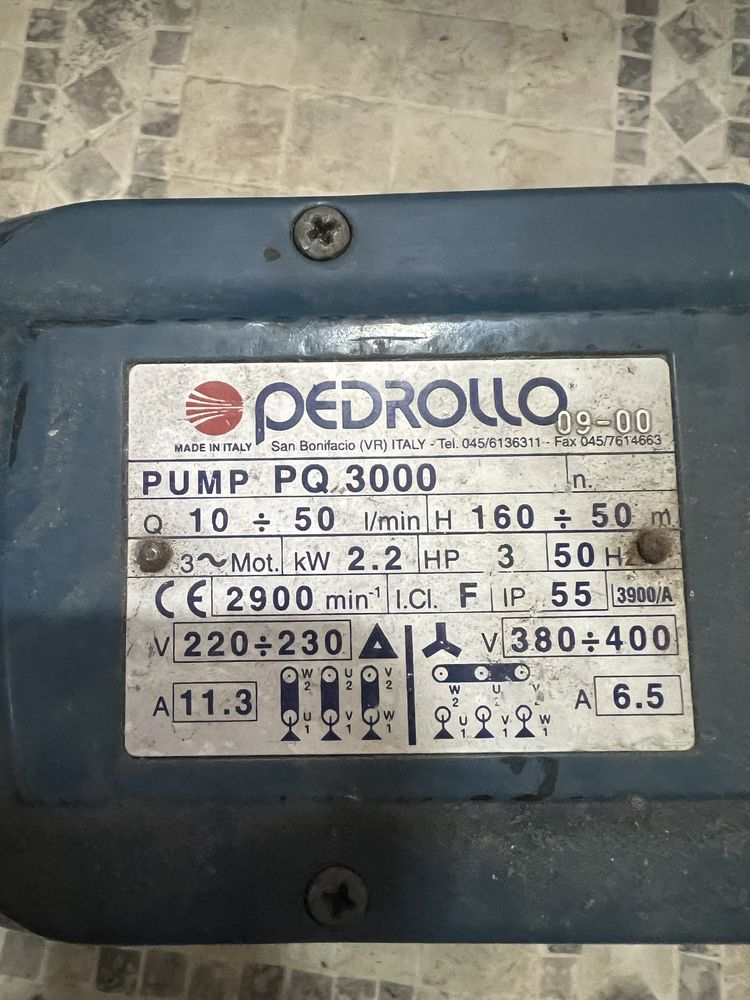 PEDROLLO
09-00
MADE IN ITALY San Bonifacio (VR) ITALY - Tel. 045/6136311 - Fax 045/7614663
PUMP PQ 3000 n.
Q 10 ÷ 50 l/min H 160 ÷ 50 m
3~Mot. kW 2.2 HP 3 50 Hz
CE 2900 min⁻¹ I.Cl. F IP 55 3900/A
V 220÷230 V 380÷400
W2 U2 V2 W2 U2 V2
A 11.3 A 6.5
U1 V1 W1 U1 V1 W1